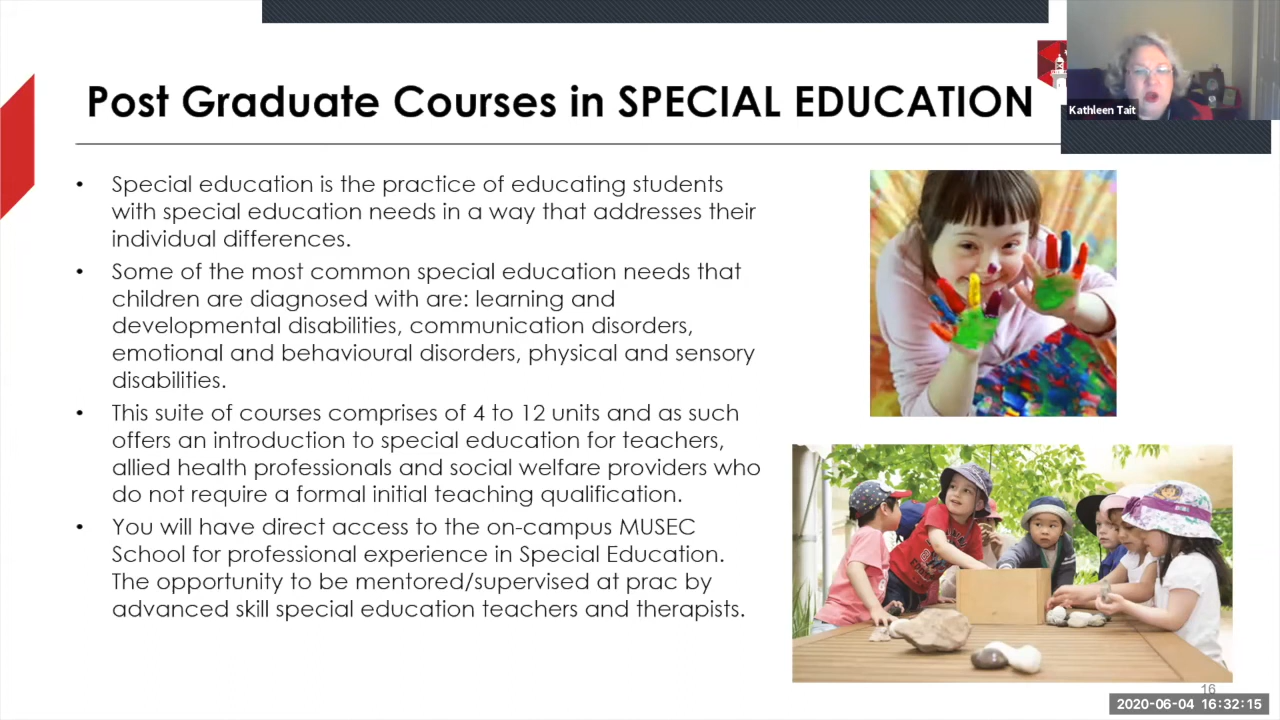 Post Graduate Courses in SPECIAL EDUCATION
Kathleen Tait
• Special education is the practice of educating students
with special education needs in a way that addresses their
individual differences.
• Some of the most common special education needs that
children are diagnosed with are: learning and
developmental disabilities, communication disorders,
emotional and behavioural disorders, physical and sensory
disabilities.
• This suite of courses comprises of 4 to 12 units and as such
offers an introduction to special education for teachers,
allied health professionals and social welfare providers who
do not require a formal initial teaching qualification.
• You will have direct access to the on-campus MUSEC
School for professional experience in Special Education.
The opportunity to be mentored/supervised at prac by
advanced skill special education teachers and therapists.
16
2020-06-04 16:32:15